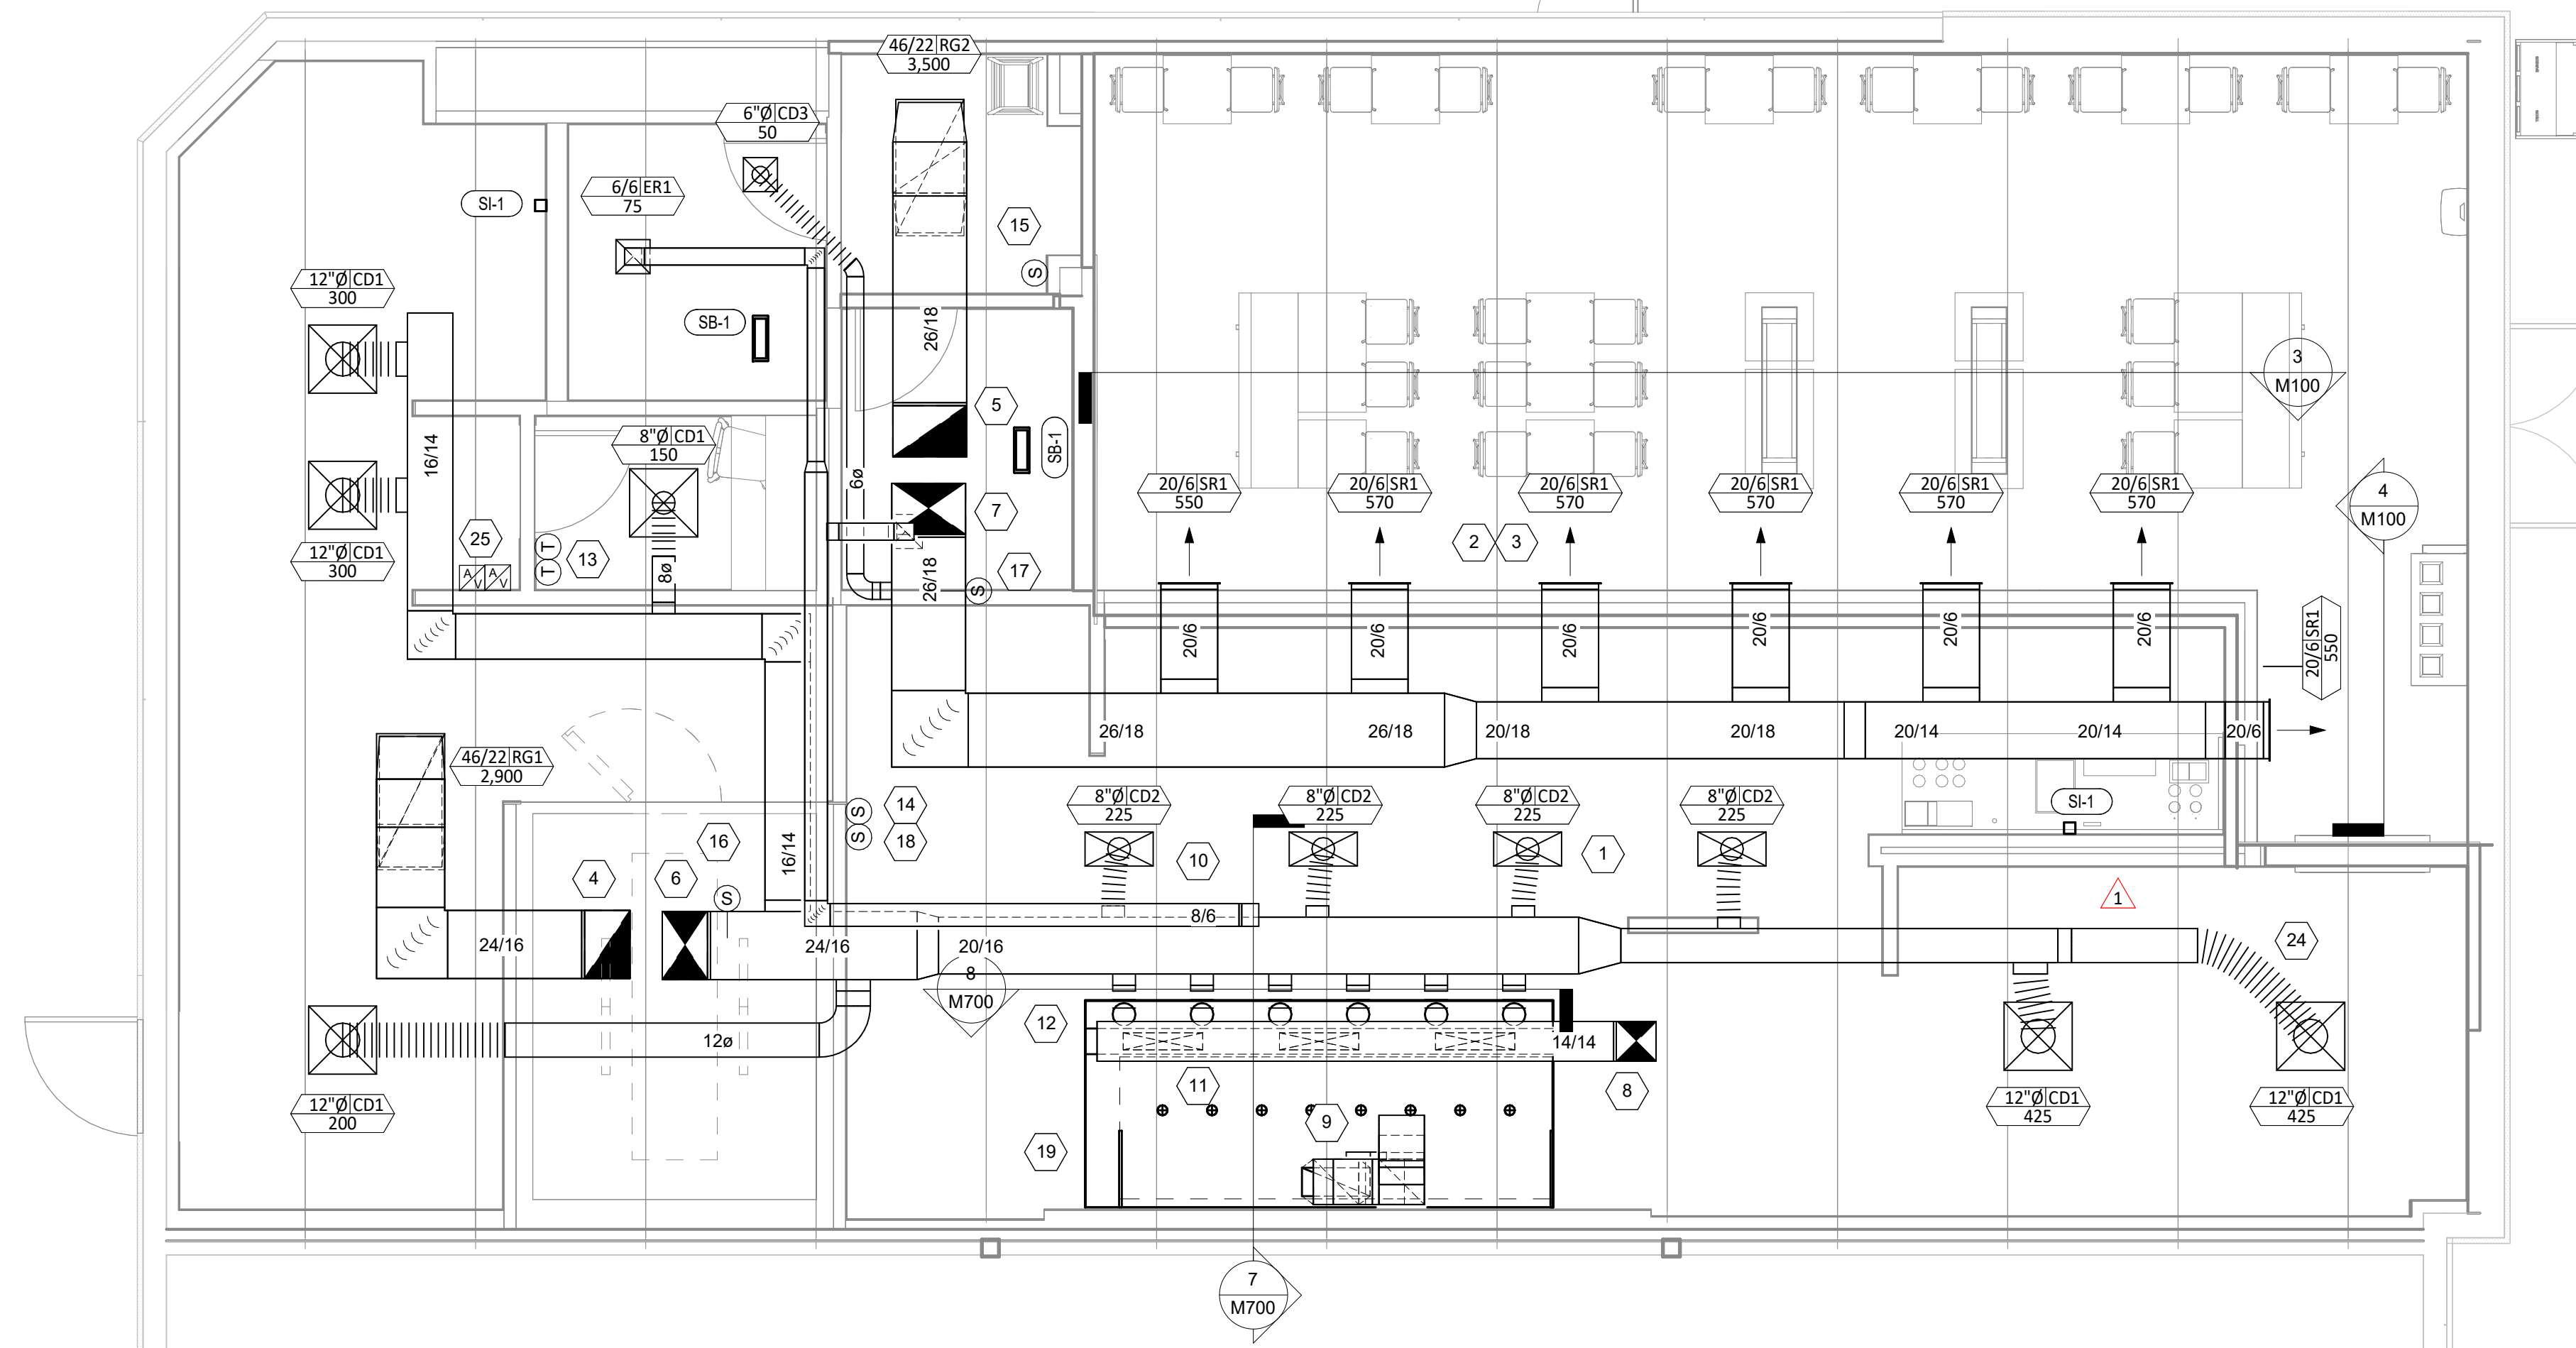 46/22 RG2
3,500
6"Ø CD3
50
6/6 ER1
75
SI-1
15
S
12"Ø CD1
300
SB-1
26/18
3
M100
5
SB-1
16/14
8"Ø CD1
150
6ø
7
20/6 SR1
550
20/6 SR1
570
20/6 SR1
570
20/6 SR1
570
20/6 SR1
570
20/6 SR1
570
4
M100
25
A
V
A
V
T
T
13
12"Ø CD1
300
8ø
26/18
17
S
2
3
20/6
20/6
20/6
20/6
20/6
20/6
20/6 SR1
550
26/18
26/18
20/18
20/18
20/14
20/14
20/6
46/22 RG1
2,900
8"Ø CD2
225
8"Ø CD2
225
8"Ø CD2
225
8"Ø CD2
225
SI-1
S
14
S
18
16
16/14
10
1
4
6
S
1
8/6
24/16
24/16
20/16
24
8
M700
12
12ø
14/14
11
8
12"Ø CD1
200
9
12"Ø CD1
425
12"Ø CD1
425
19
7
M700